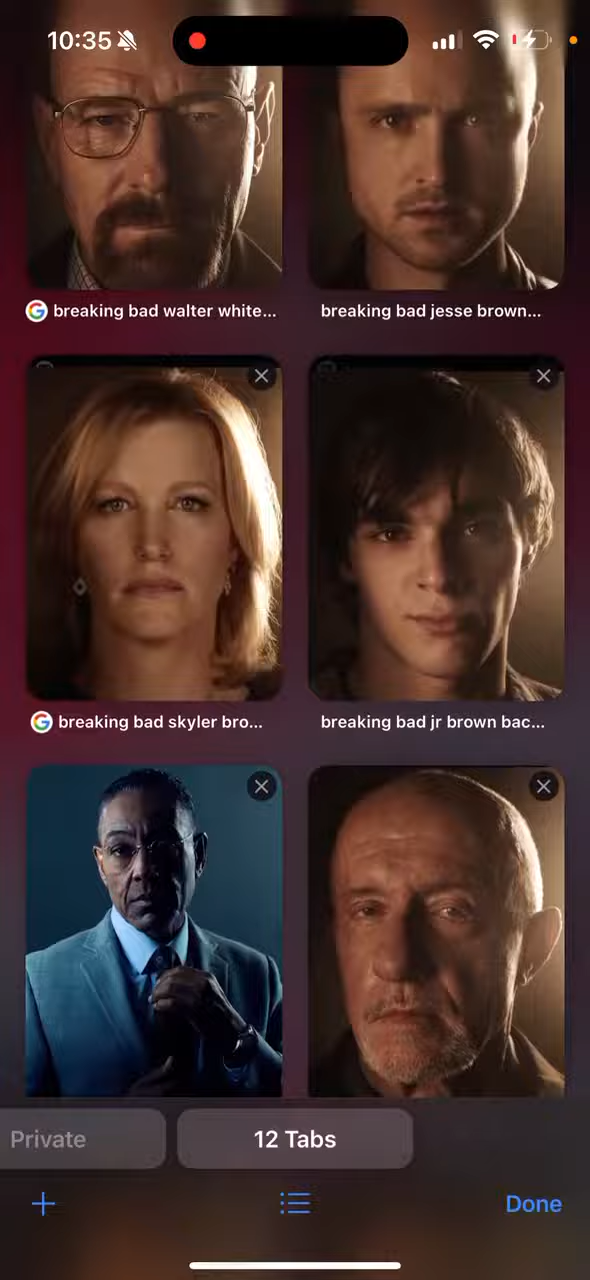 10:35
breaking bad walter white...
breaking bad jesse brown...
breaking bad skyler bro...
breaking bad jr brown bac...
Private
12 Tabs
Done